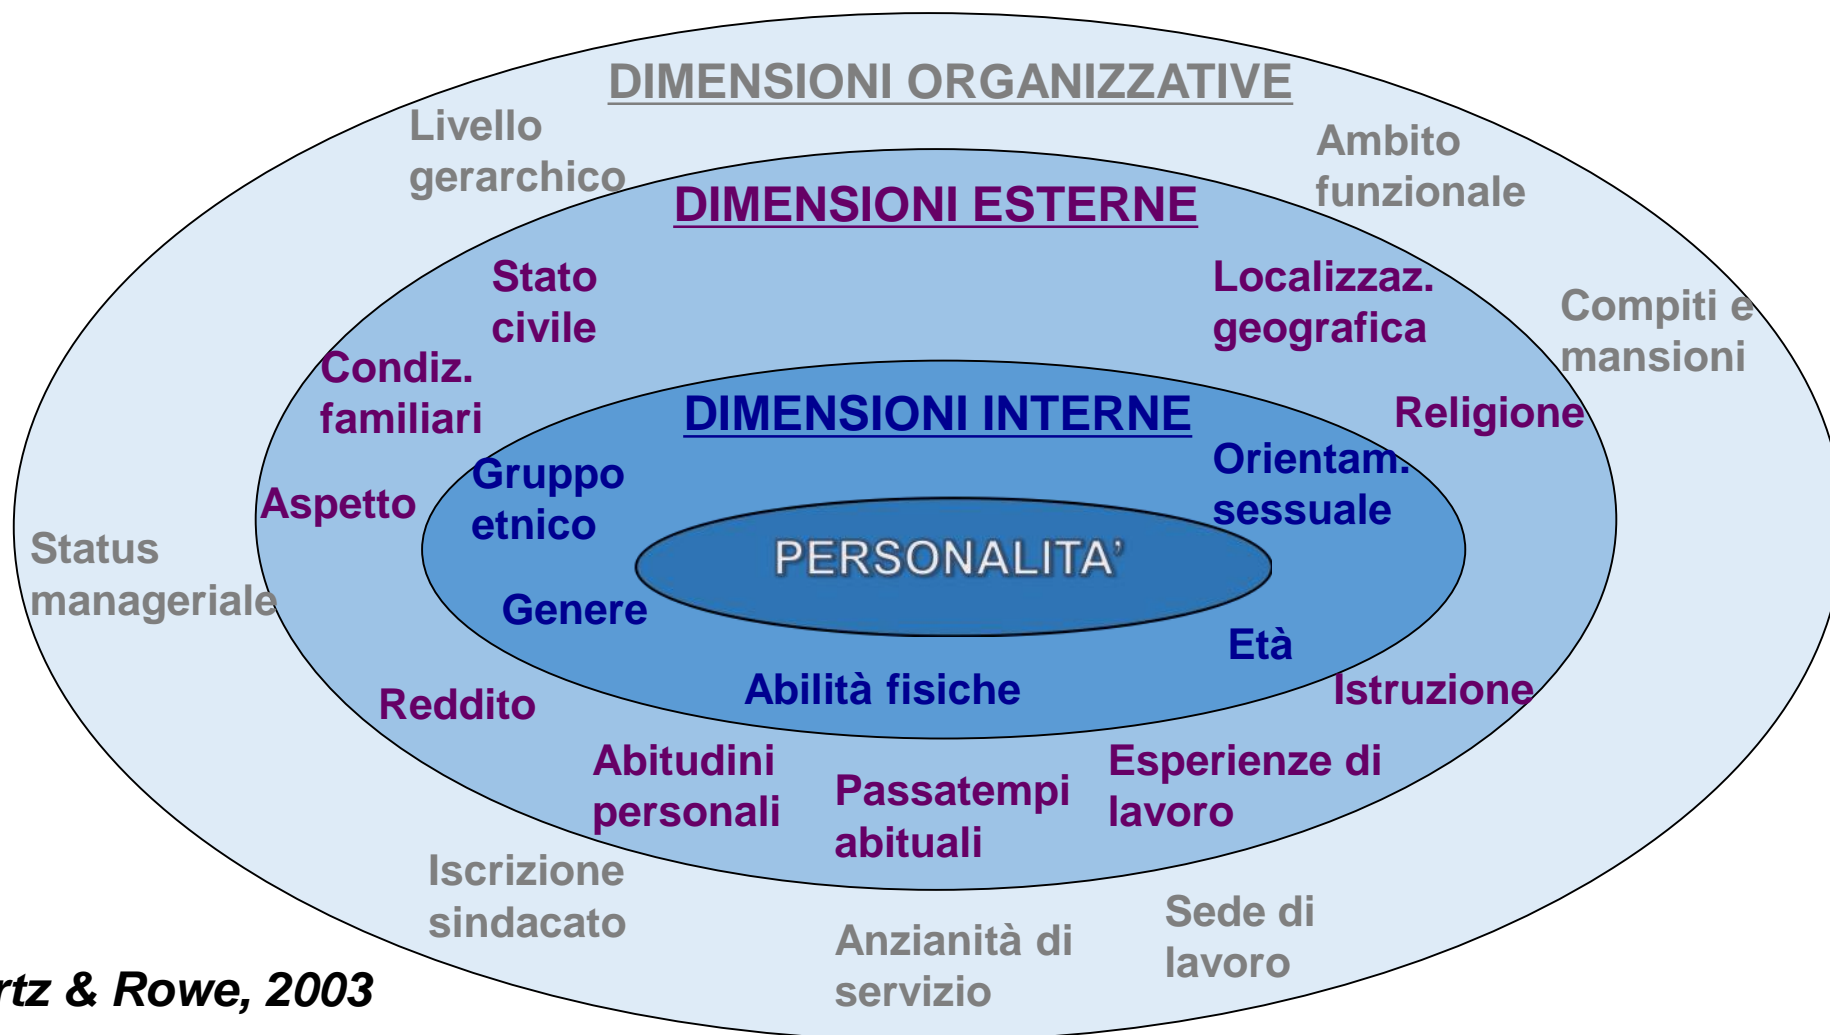 DIMENSIONI ORGANIZZATIVE
Livello
gerarchico
Ambito
funzionale
DIMENSIONI ESTERNE
Stato
civile
Localizzaz.
geografica
Compiti e
mansioni
Condiz.
familiari
Religione
DIMENSIONI INTERNE
Gruppo
etnico
Orientam.
sessuale
Aspetto
Status
manageriale
PERSONALITA’
Genere
Età
Abilità fisiche
Reddito
Istruzione
Abitudini
personali
Passatempi
abituali
Esperienze di
lavoro
Iscrizione
sindacato
Anzianità di
servizio
Sede di
lavoro
rtz & Rowe, 2003